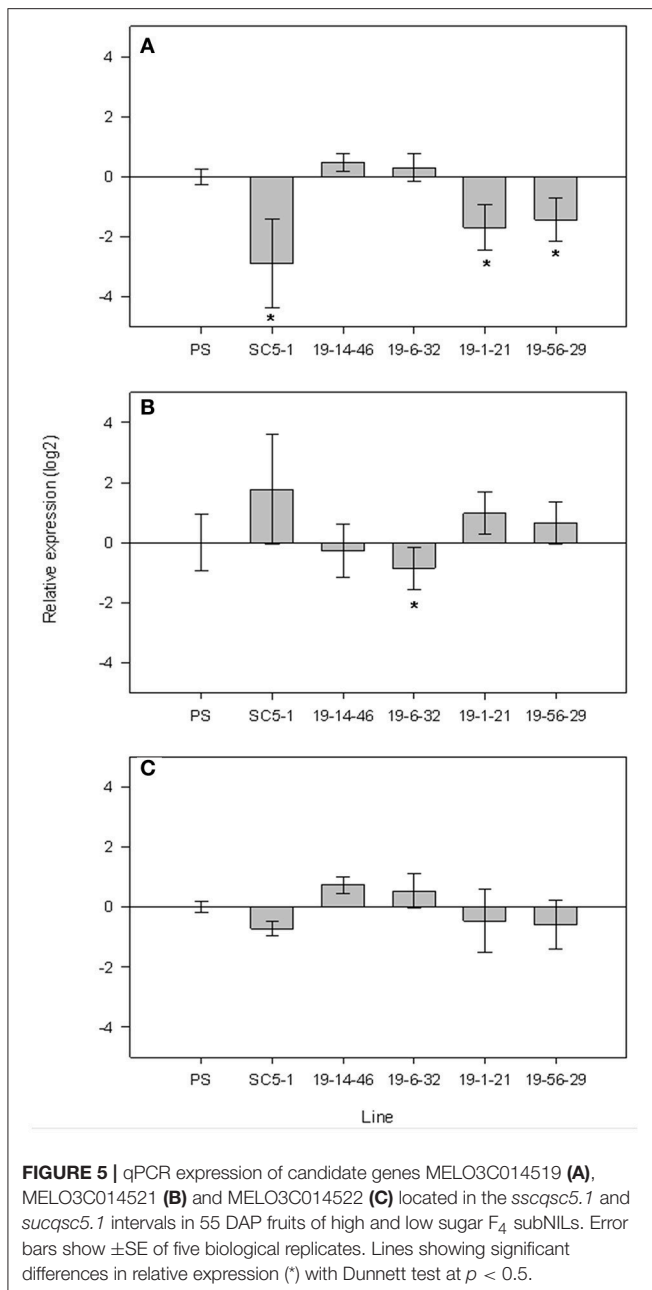 A
4
2
0
-2
-4
*
*
*
PS SC5-1 19-14-46 19-6-32 19-1-21 19-56-29
B
4
2
0
-2
-4
*
Relative expression (log2)
PS SC5-1 19-14-46 19-6-32 19-1-21 19-56-29
C
4
2
0
-2
-4
PS SC5-1 19-14-46 19-6-32 19-1-21 19-56-29
Line
FIGURE 5 | qPCR expression of candidate genes MELO3C014519 (A),
MELO3C014521 (B) and MELO3C014522 (C) located in the sscqsc5.1 and
sucqsc5.1 intervals in 55 DAP fruits of high and low sugar F4 subNILs. Error
bars show ±SE of five biological replicates. Lines showing significant
differences in relative expression (*) with Dunnett test at p < 0.5.